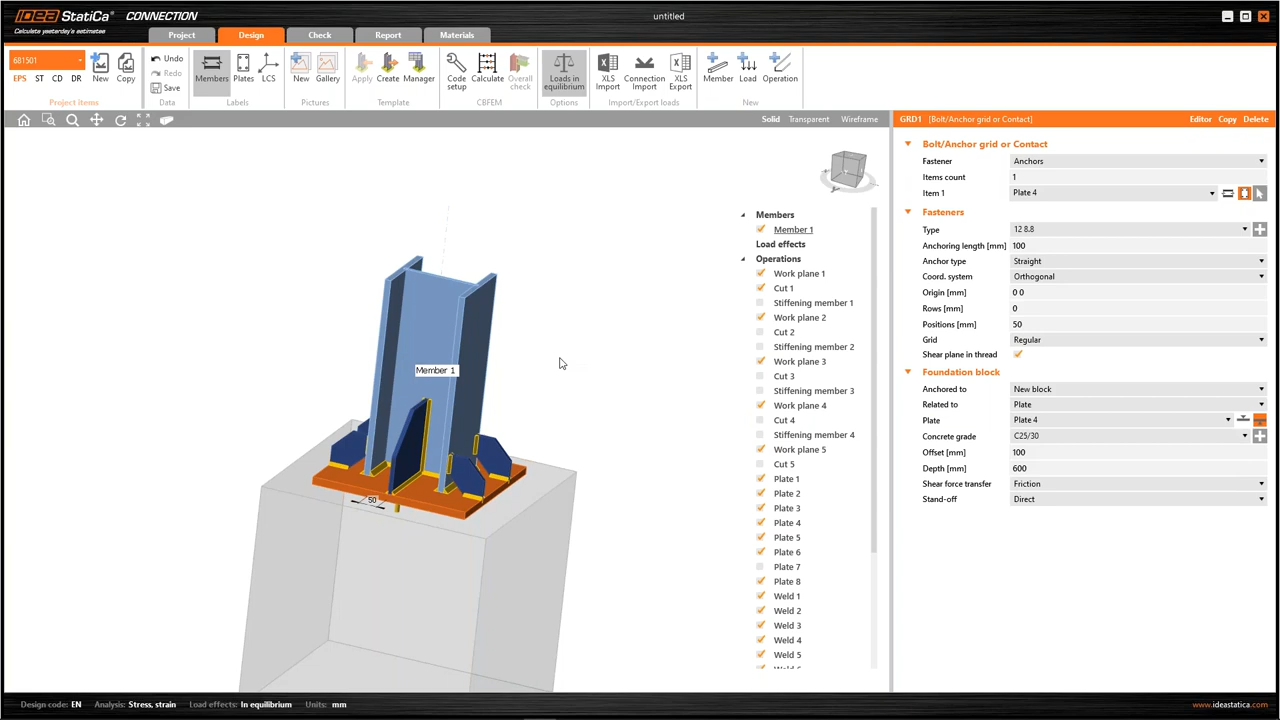 IDEA StatiCa® CONNECTION
Calculate yesterday's estimates
untitled
Project Design Check Report Materials
681501
EPS ST CD DR
New
Copy
Undo
Redo
Save
Members
Plates
LCS
New
Gallery
Apply
Create
Manager
Code setup
Calculate
Overall check
Loads in equilibrium
XLS Import
Connection Import
XLS Export
Member
Load
Operation
Project items
Data
Labels
Pictures
Template
CBFEM
Options
Import/Export loads
New
Solid Transparent Wireframe
Member 1
50
Members
Member 1
Load effects
Operations
Work plane 1
Cut 1
Stiffening member 1
Work plane 2
Cut 2
Stiffening member 2
Work plane 3
Cut 3
Stiffening member 3
Work plane 4
Cut 4
Stiffening member 4
Work plane 5
Cut 5
Plate 1
Plate 2
Plate 3
Plate 4
Plate 5
Plate 6
Plate 7
Plate 8
Weld 1
Weld 2
Weld 3
Weld 4
Weld 5
GRD1 [Bolt/Anchor grid or Contact] Editor Copy Delete
Bolt/Anchor grid or Contact
Fastener Anchors
Items count 1
Item 1 Plate 4
Fasteners
Type 12 8.8
Anchoring length [mm] 100
Anchor type Straight
Coord. system Orthogonal
Origin [mm] 0 0
Rows [mm] 0
Positions [mm] 50
Grid Regular
Shear plane in thread
Foundation block
Anchored to New block
Related to Plate
Plate Plate 4
Concrete grade C25/30
Offset [mm] 100
Depth [mm] 600
Shear force transfer Friction
Stand-off Direct
Design code: EN Analysis: Stress, strain Load effects: In equilibrium Units: mm
www.ideastatica.com